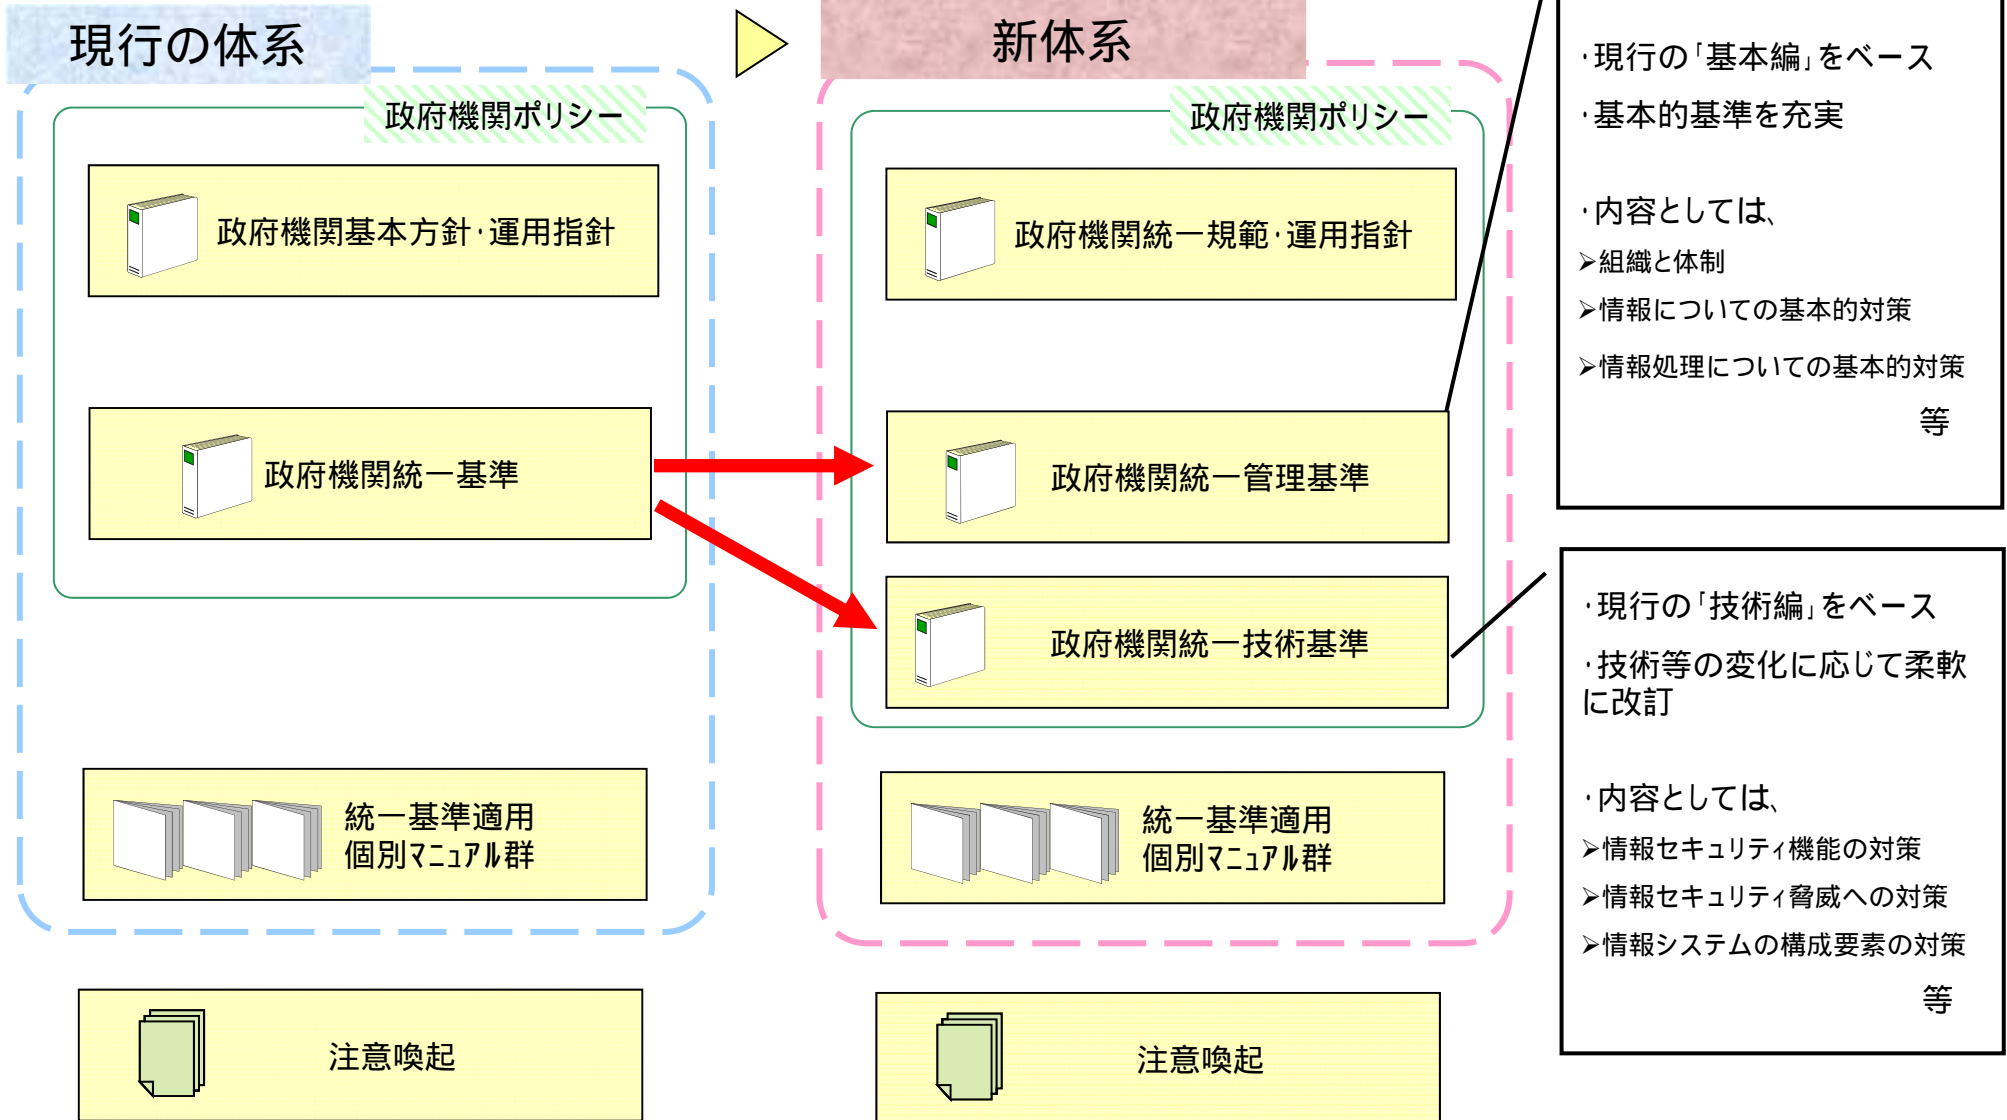 現行の体系
政府機関ポリシー
政府機関基本方針・運用指針
政府機関統一基準
統一基準適用
個別マニュアル群
注意喚起
新体系
政府機関ポリシー
政府機関統一規範・運用指針
政府機関統一管理基準
政府機関統一技術基準
統一基準適用
個別マニュアル群
注意喚起
・現行の「基本編」をベース
・基本的基準を充実
・内容としては、
➢組織と体制
➢情報についての基本的対策
➢情報処理についての基本的対策
等
・現行の「技術編」をベース
・技術等の変化に応じて柔軟
に改訂
・内容としては、
➢情報セキュリティ機能の対策
➢情報セキュリティ脅威への対策
➢情報システムの構成要素の対策
等